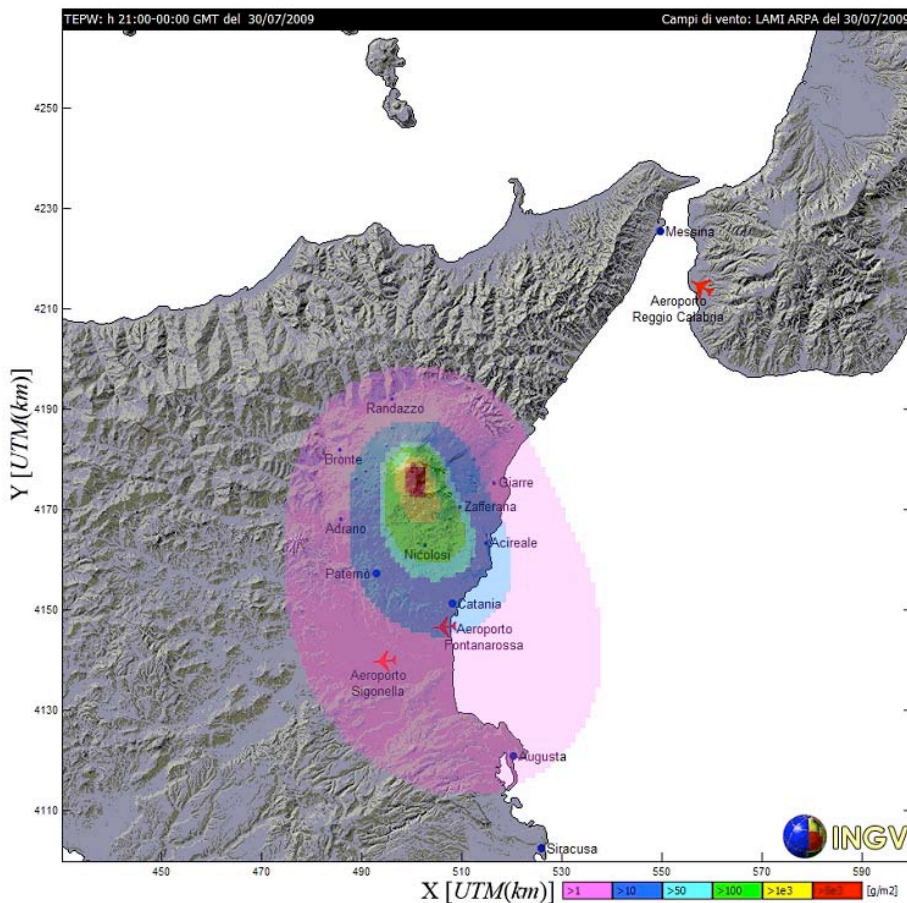 TEPW: h 21:00-00:00 GMT del 30/07/2009
Campi di vento: LAMI ARPA del 30/07/2009
4250
4230
Messina
4210
Aeroporto
Reggio Calabria
Y [UTM(km)]
4190
Randazzo
Bronte
Giarre
4170
Zafferana
Adrano
Acireale
Nicolosi
Paternò
4150
Catania
Aeroporto
Fontanarossa
Aeroporto
Sigonella
4130
Augusta
4110
INGV
Siracusa
450
470
490
510
530
550
570
590
X [UTM(km)]
>1
>10
>50
>100
>1e3
>5e3
[g/m2]